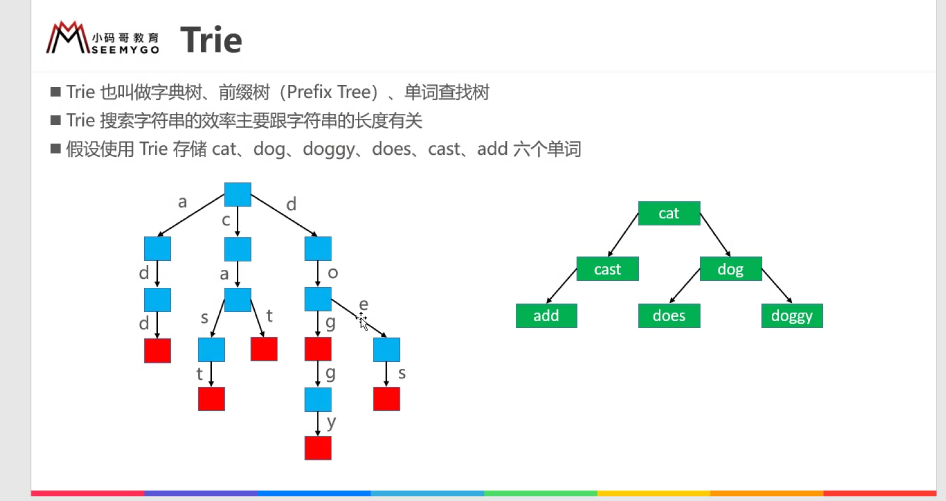 小码哥教育
SEEMYGO
Trie
■ Trie 也叫做字典树、前缀树（Prefix Tree）、单词查找树
■ Trie 搜索字符串的效率主要跟字符串的长度有关
■ 假设使用 Trie 存储 cat、dog、doggy、does、cast、add 六个单词
a
c
d
d
a
o
d
s
t
g
e
t
g
s
y
cat
cast
dog
add
does
doggy